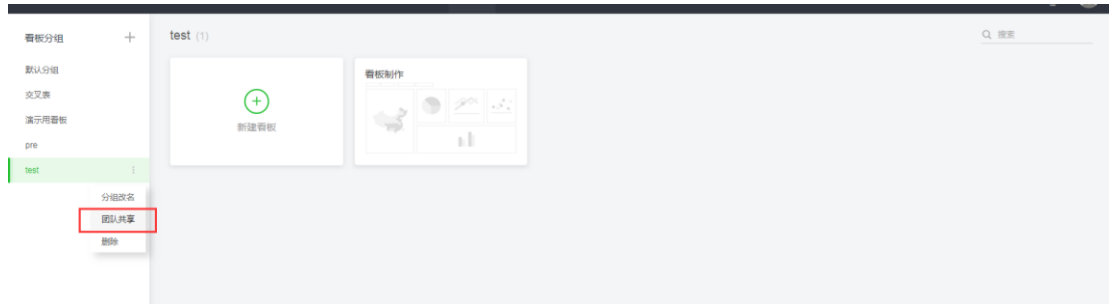 看板分组 +
test (1)
搜索
默认分组
交叉表
演示用看板
pre
test
分组改名
团队共享
删除
新建看板
看板制作